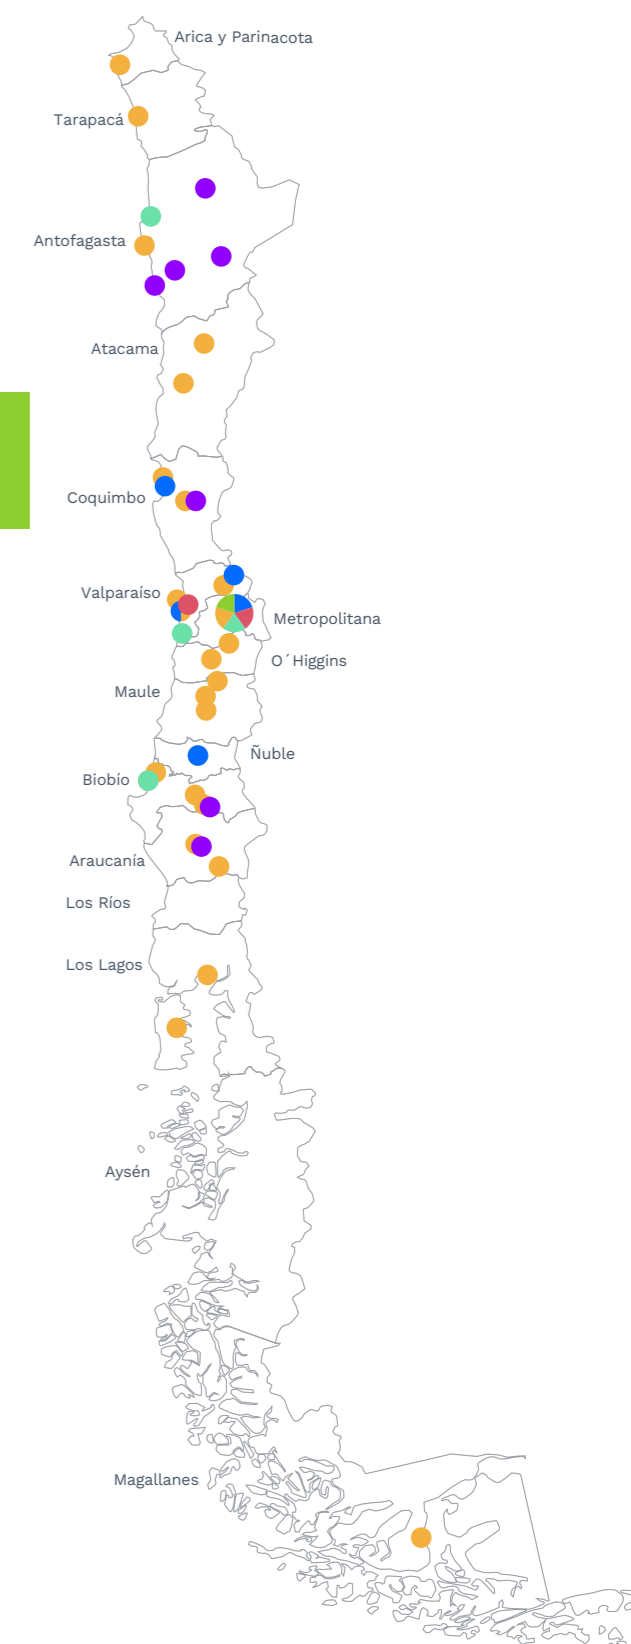 Arica y Parinacota
Tarapacá
Antofagasta
Atacama
Coquimbo
Valparaíso
Metropolitana
O´Higgins
Maule
Ñuble
Biobío
Araucanía
Los Ríos
Los Lagos
Aysén
Magallanes